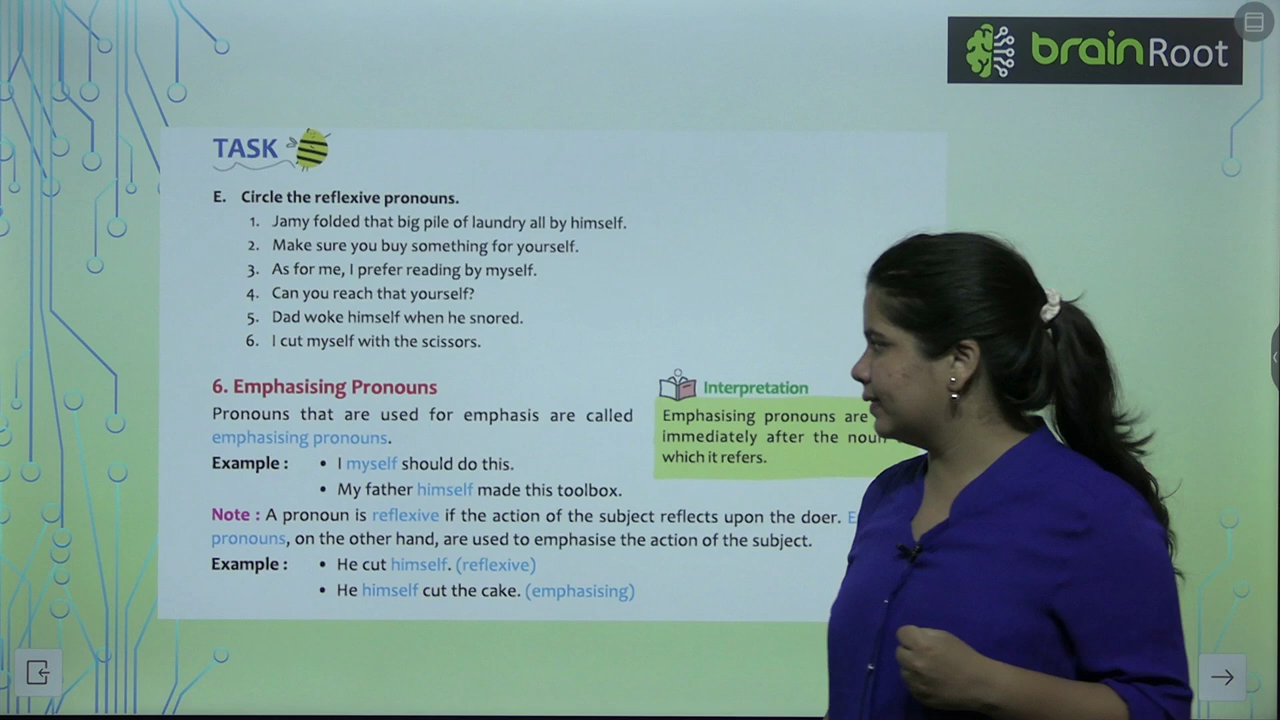 brainRoot
TASK
E. Circle the reflexive pronouns.
1. Jamy folded that big pile of laundry all by himself.
2. Make sure you buy something for yourself.
3. As for me, I prefer reading by myself.
4. Can you reach that yourself?
5. Dad woke himself when he snored.
6. I cut myself with the scissors.
6. Emphasising Pronouns
Pronouns that are used for emphasis are called
emphasising pronouns.
Example : • I myself should do this.
• My father himself made this toolbox.
Interpretation
Emphasising pronouns are
immediately after the noun
which it refers.
Note : A pronoun is reflexive if the action of the subject reflects upon the doer.
pronouns, on the other hand, are used to emphasise the action of the subject.
Example : • He cut himself. (reflexive)
• He himself cut the cake. (emphasising)